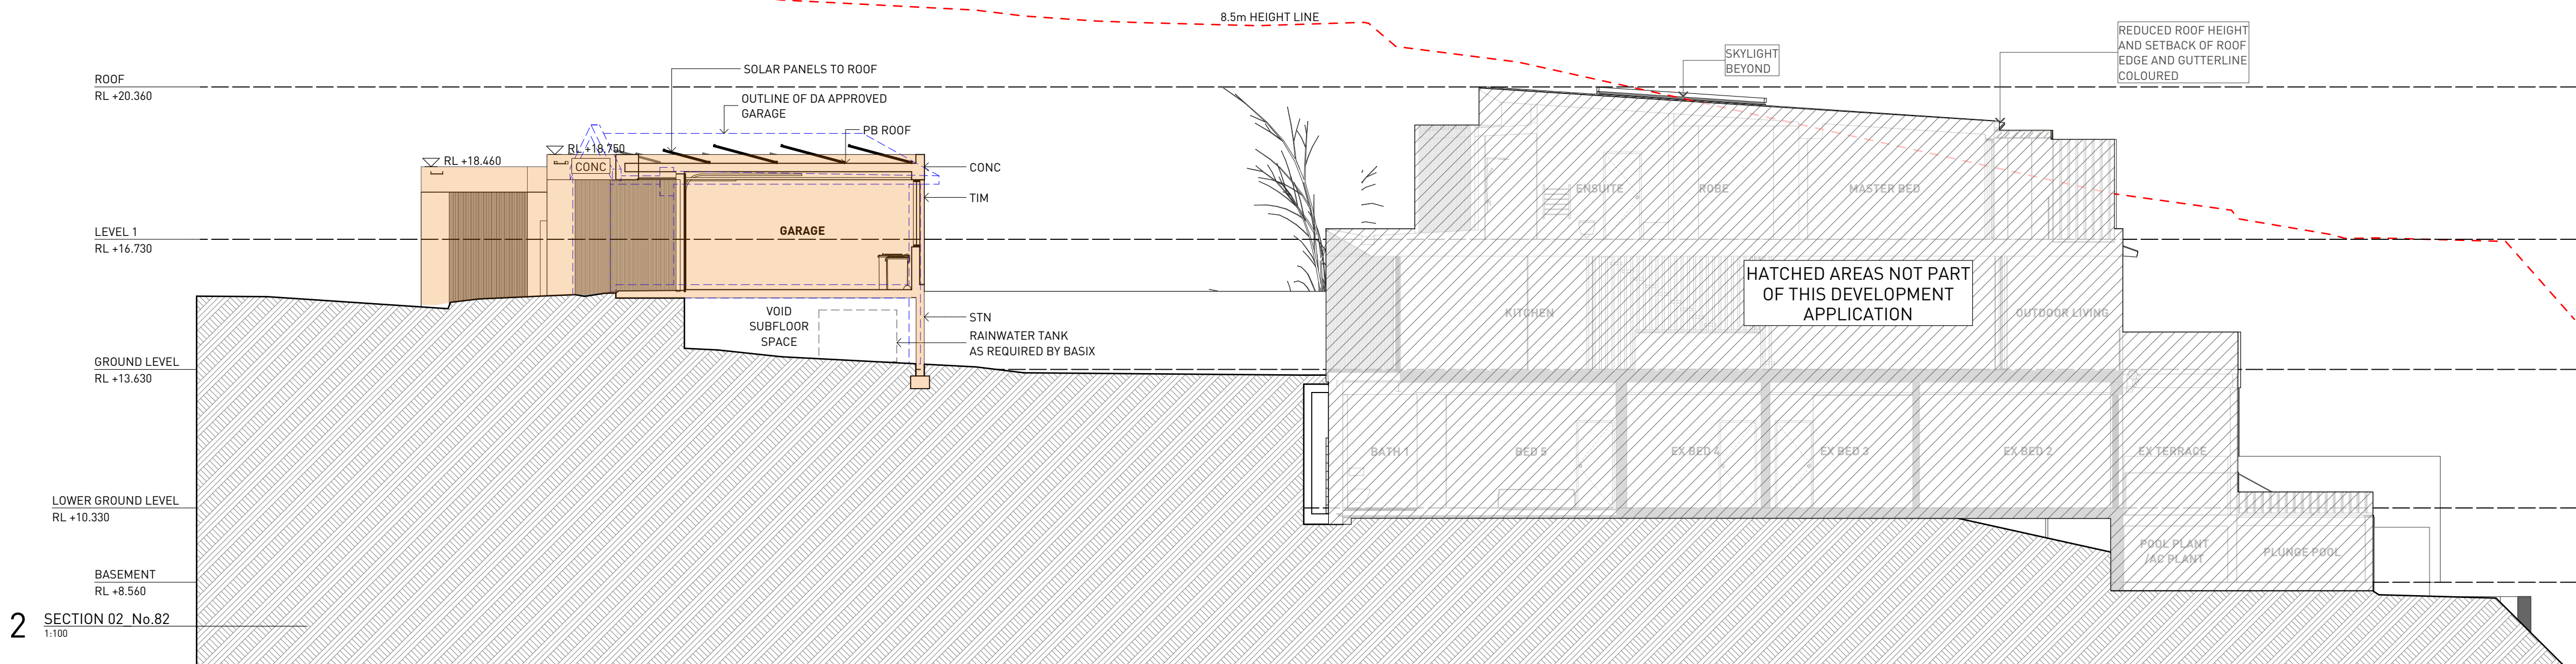 8.5m HEIGHT LINE
REDUCED ROOF HEIGHT
AND SETBACK OF ROOF
EDGE AND GUTTERLINE
COLOURED
SKYLIGHT
BEYOND
ROOF
RL +20.360
SOLAR PANELS TO ROOF
OUTLINE OF DA APPROVED
GARAGE
PB ROOF
RL +18.750
RL +18.460
CONC
CONC
TIM
ENSUITE
ROBE
MASTER BED
LEVEL 1
RL +16.730
GARAGE
HATCHED AREAS NOT PART
OF THIS DEVELOPMENT
APPLICATION
KITCHEN
OUTDOOR LIVING
VOID
SUBFLOOR
SPACE
STN
RAINWATER TANK
AS REQUIRED BY BASIX
GROUND LEVEL
RL +13.630
BATH 1
BED 5
EX BED 4
EX BED 3
EX BED 2
EX TERRACE
LOWER GROUND LEVEL
RL +10.330
POOL PLANT
/AC PLANT
PLUNGE POOL
BASEMENT
RL +8.560
2
SECTION 02_No.82
1:100